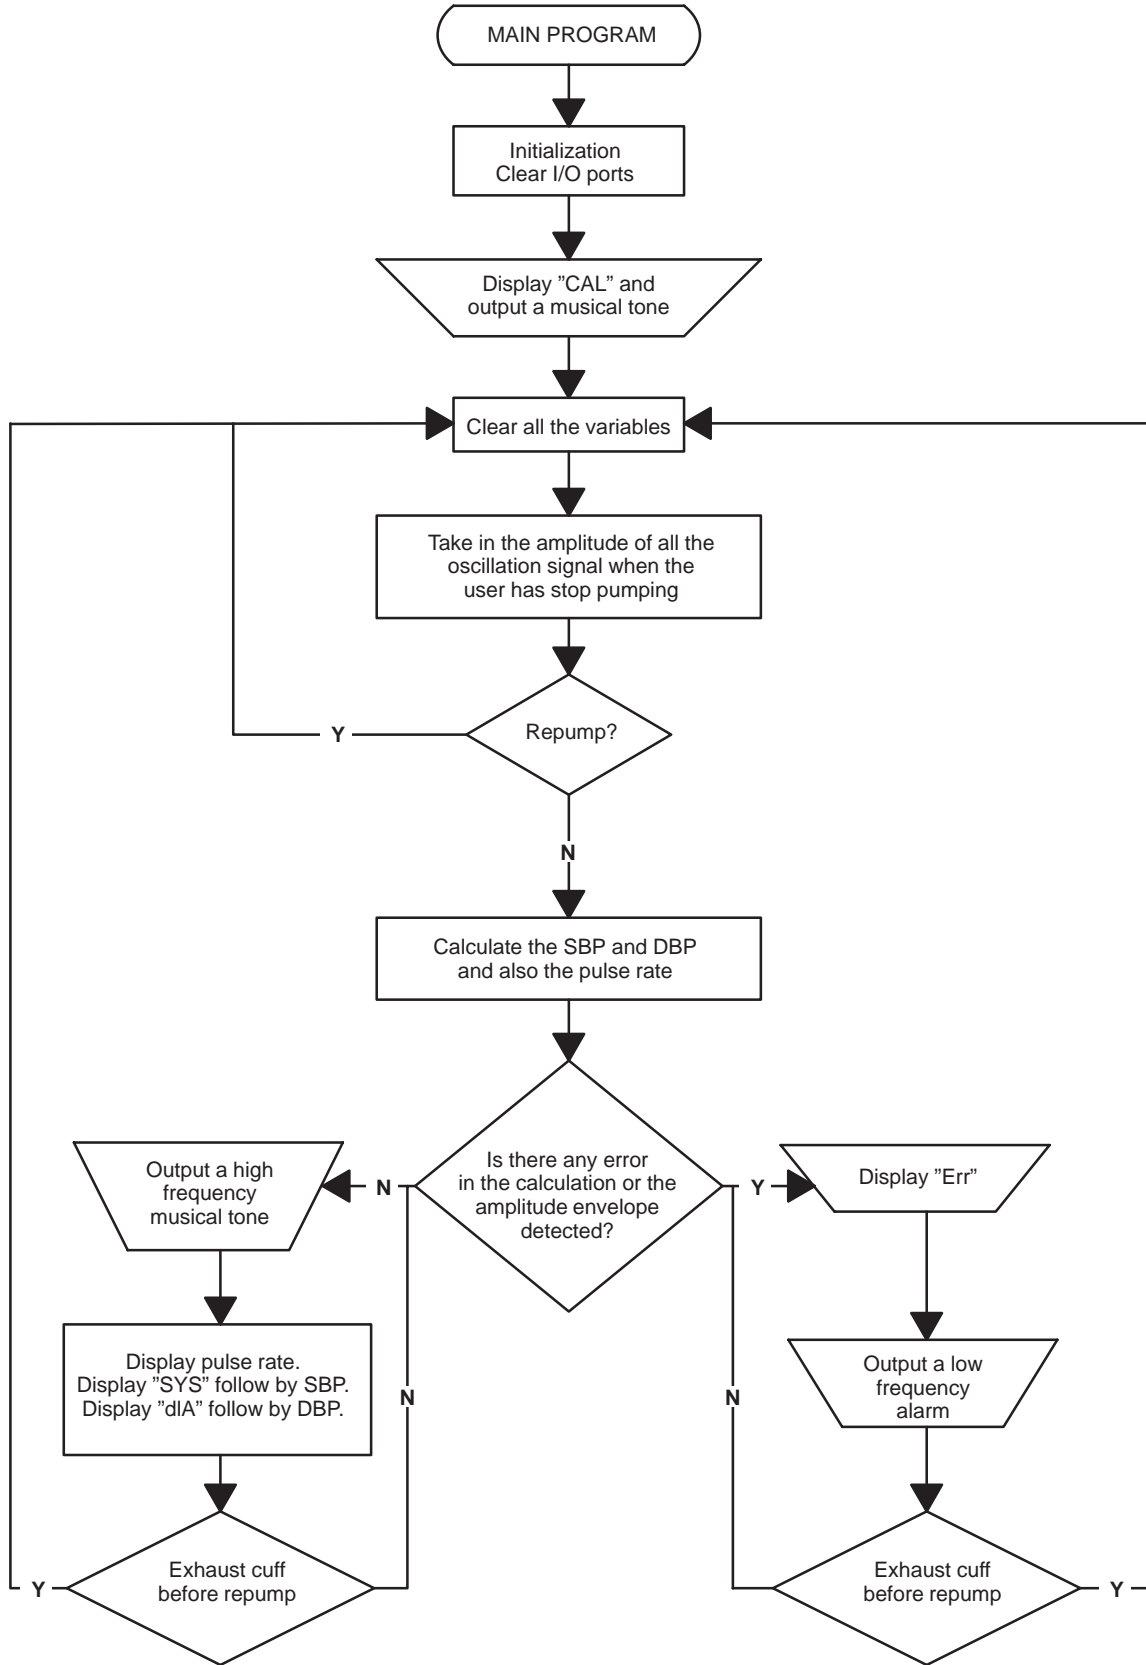 MAIN PROGRAM
Initialization
Clear I/O ports
Display ”CAL” and
output a musical tone
Clear all the variables
Take in the amplitude of all the
oscillation signal when the
user has stop pumping
Repump?
Y
N
Calculate the SBP and DBP
and also the pulse rate
Is there any error
in the calculation or the
amplitude envelope
detected?
N
Y
Output a high
frequency
musical tone
Display pulse rate.
Display ”SYS” follow by SBP.
Display ”dIA” follow by DBP.
N
Exhaust cuff
before repump
Y
Display ”Err”
Output a low
frequency
alarm
N
Exhaust cuff
before repump
Y